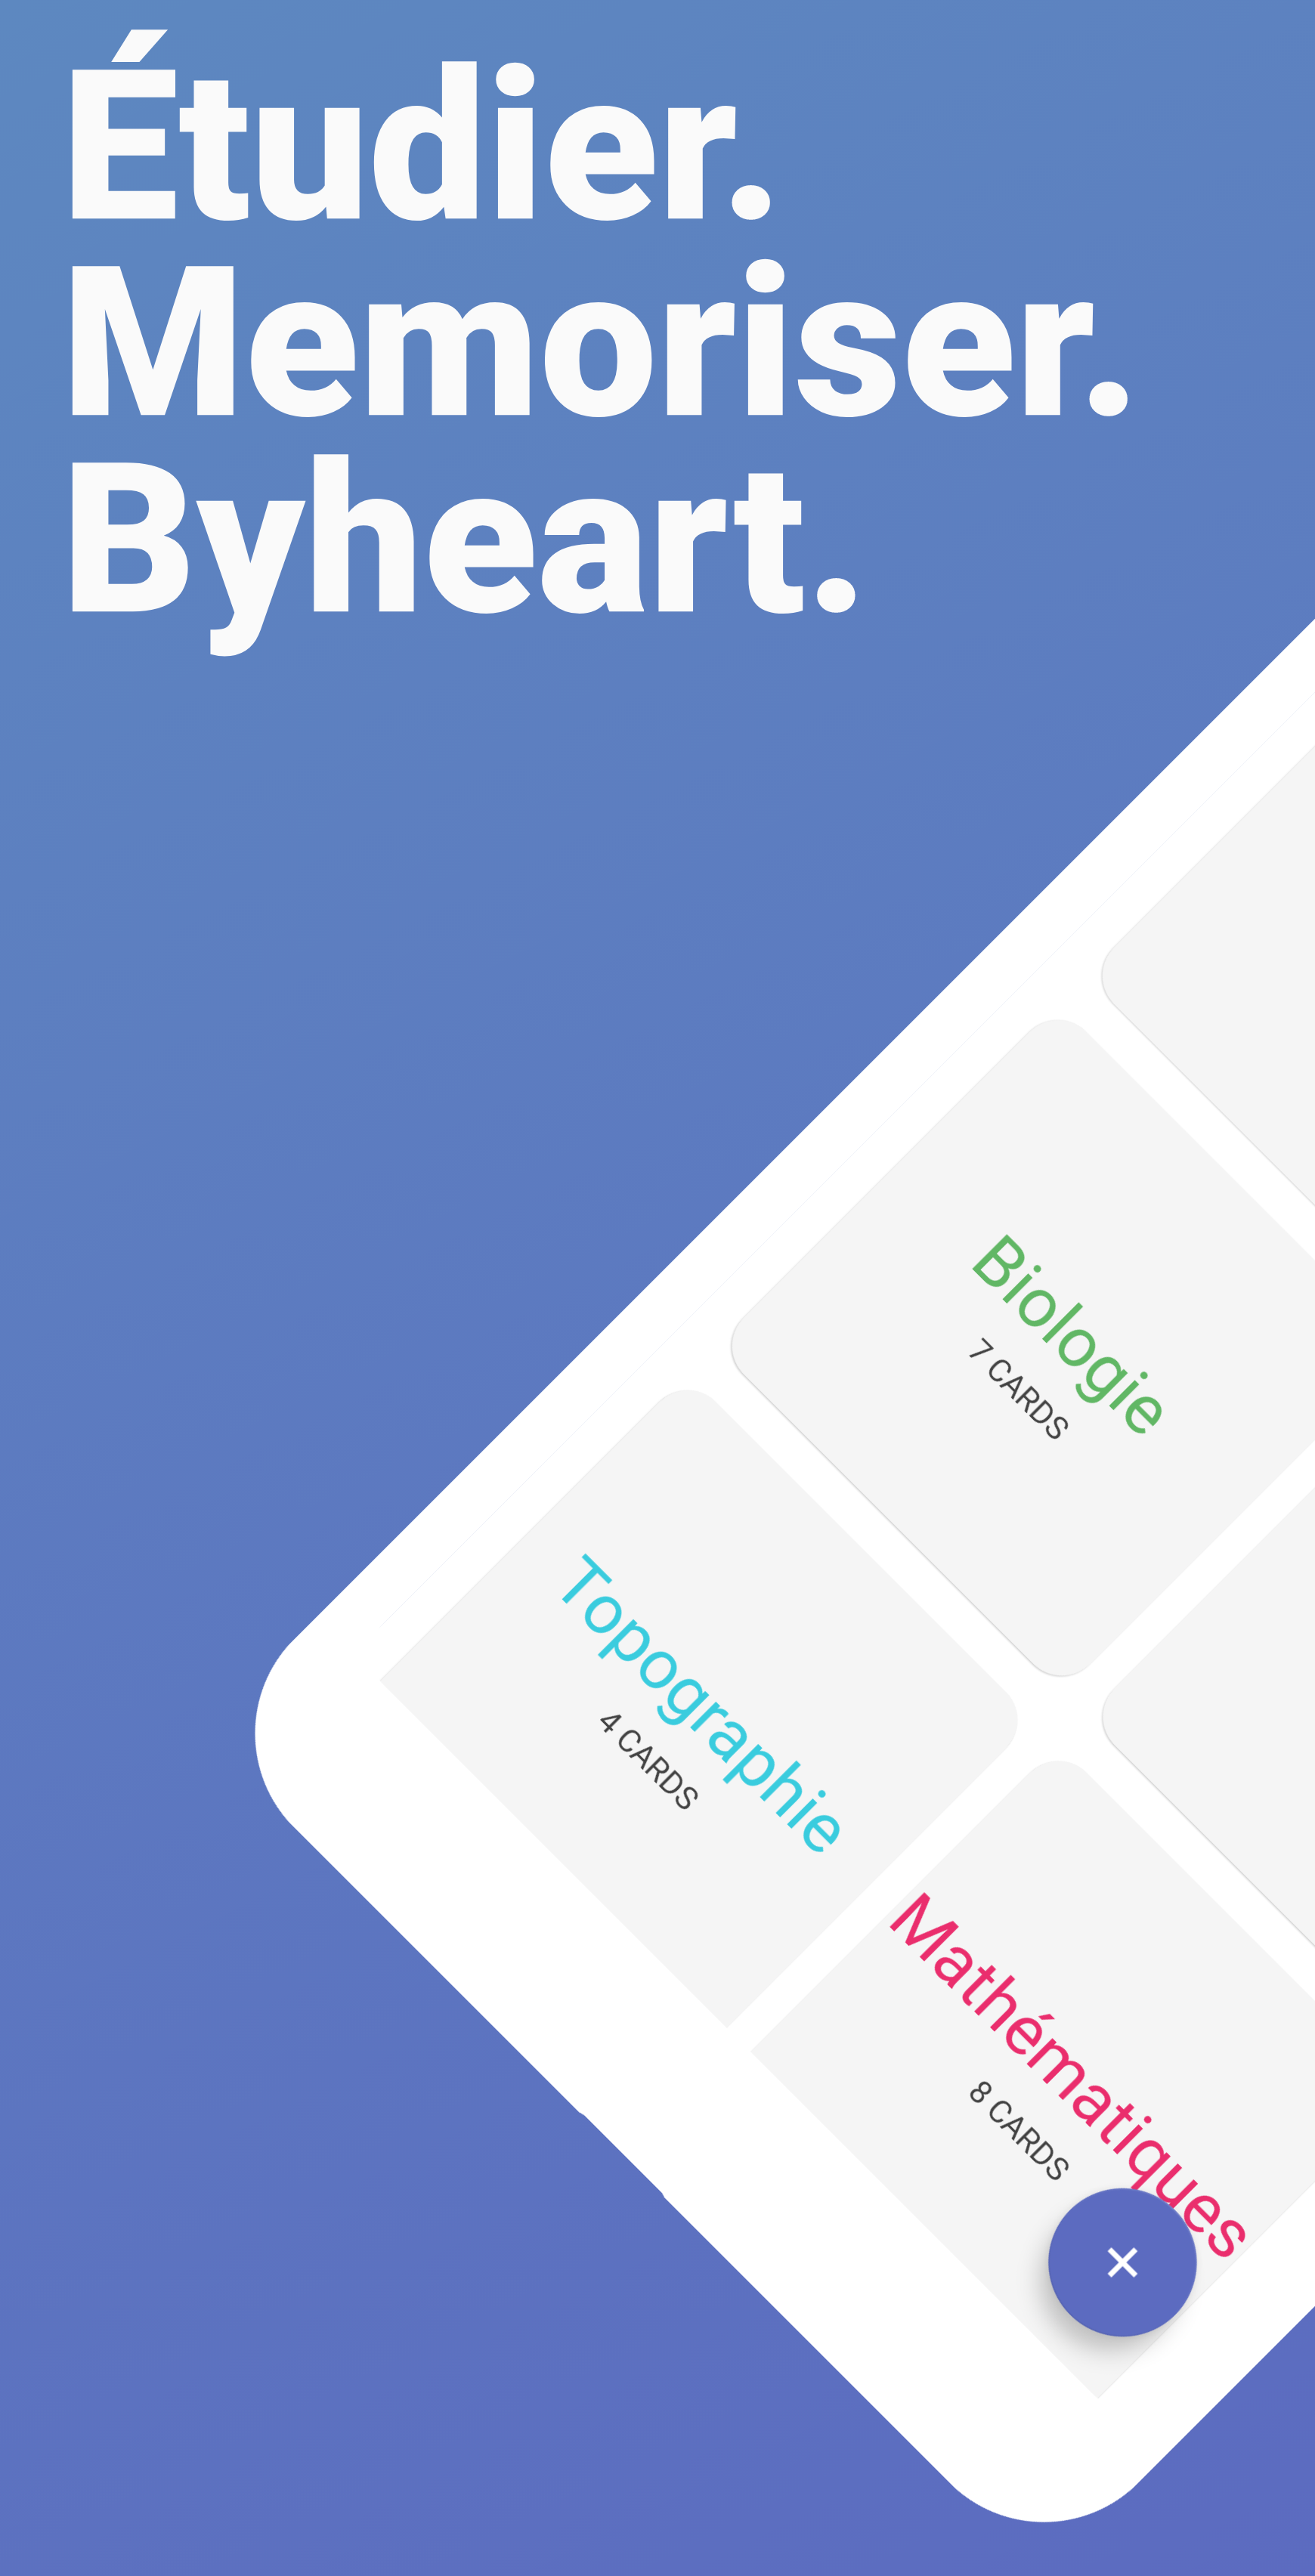 Étudier.
Memoriser.
Byheart.
Biologie
7 CARDS
Topographie
4 CARDS
Mathématiques
8 CARDS